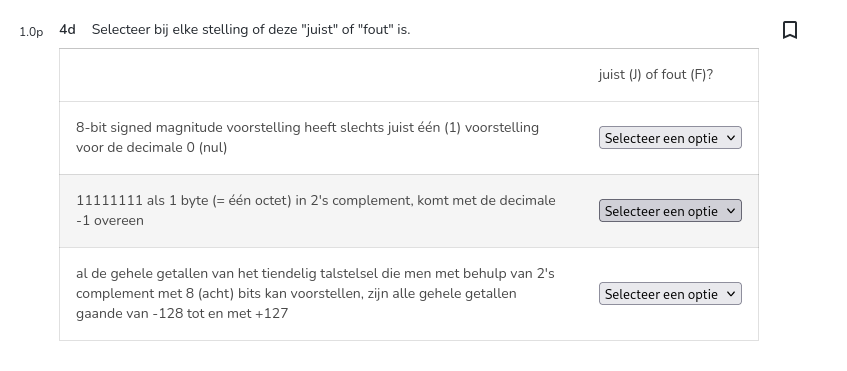 1.0p 4d Selecteer bij elke stelling of deze "juist" of "fout" is.
juist (J) of fout (F)?
8-bit signed magnitude voorstelling heeft slechts juist één (1) voorstelling
voor de decimale 0 (nul)
Selecteer een optie
11111111 als 1 byte (= één octet) in 2's complement, komt met de decimale
-1 overeen
Selecteer een optie
al de gehele getallen van het tiendelig talstelsel die men met behulp van 2's
complement met 8 (acht) bits kan voorstellen, zijn alle gehele getallen
gaande van -128 tot en met +127
Selecteer een optie